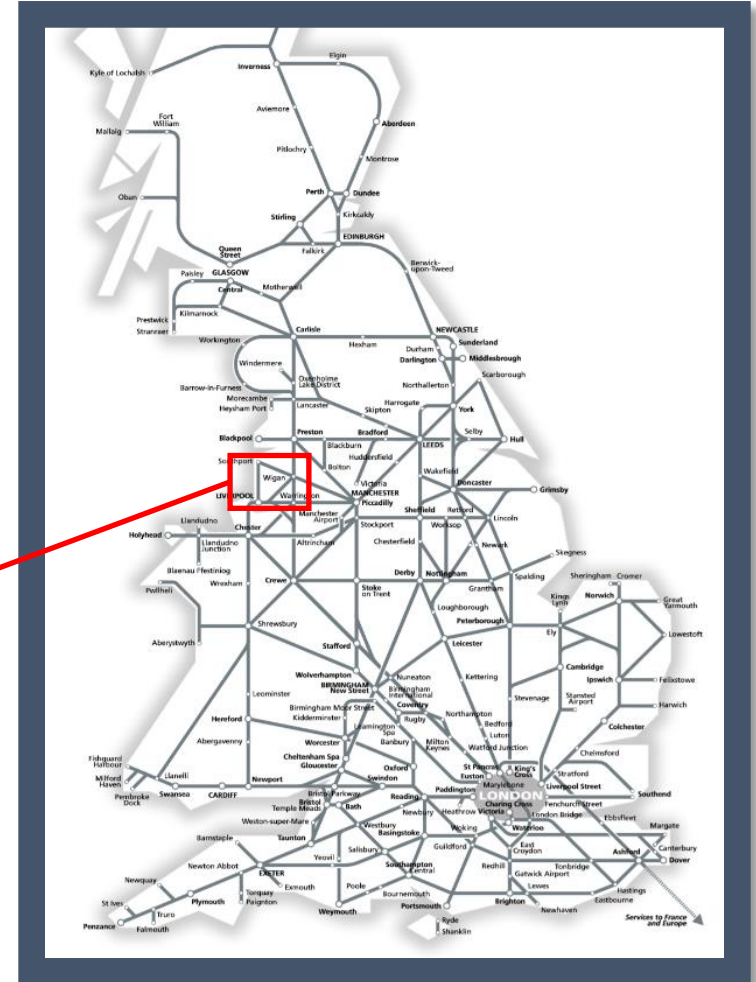 Elgin
Inverness
Kyle of Lochalsh
Aviemore
Fort
William
Mallaig
Aberdeen
Pitlochry
Montrose
Perth
Dundee
Oban
Stirling
Kirkcaldy
EDINBURGH
Queen
Street
Falkirk
Berwick-
upon-Tweed
Paisley
GLASGOW
Central
Motherwell
Prestwick
Kilmarnock
Stranraer
Carlisle
NEWCASTLE
Workington
Hexham
Sunderland
Durham
Darlington
Middlesbrough
Windermere
Oxenholme
Lake District
Scarborough
Barrow-in-Furness
Northallerton
Morecambe
Lancaster
Harrogate
Heysham Port
Skipton
York
Preston
Bradford
Selby
Blackpool
Blackburn
LEEDS
Hull
Huddersfield
Southport
Bolton
Wakefield
Wigan
Victoria
Doncaster
LIVERPOOL
Warrington
MANCHESTER
Piccadilly
Grimsby
Manchester
Airport
Sheffield
Retford
Llandudno
Chester
Stockport
Worksop
Lincoln
Holyhead
Llandudno
Junction
Altrincham
Chesterfield
Newark
Skegness
Blaenau Ffestiniog
Derby
Nottingham
Sheringham
Cromer
Pwllheli
Wrexham
Crewe
Stoke
on Trent
Grantham
Spalding
Kings
Lynn
Norwich
Great
Yarmouth
Loughborough
Shrewsbury
Peterborough
Ely
Lowestoft
Aberystwyth
Stafford
Leicester
Wolverhampton
Nuneaton
Cambridge
BIRMINGHAM
New Street
Birmingham
International
Kettering
Ipswich
Felixstowe
Leominster
Coventry
Stevenage
Stansted
Airport
Birmingham Moor Street
Kidderminster
Rugby
Northampton
Harwich
Hereford
Leamington
Spa
Bedford
Colchester
Worcester
Banbury
Milton
Keynes
Luton
Abergavenny
Watford Junction
Chelmsford
Cheltenham Spa
Fishguard
Harbour
Gloucester
Oxford
St Pancras
King's
Cross
Euston
Stratford
Milford
Haven
Llanelli
Newport
Swindon
Marylebone
Liverpool Street
Pembroke
Dock
Swansea
CARDIFF
Bristol Parkway
Reading
Paddington
LONDON
Southend
Bristol
Temple Meads
Bath
Charing Cross
Fenchurch Street
Newbury
Heathrow
Victoria
London Bridge
Ebbsfleet
Weston-super-Mare
Westbury
Waterloo
Margate
Barnstaple
Taunton
Basingstoke
Woking
East
Croydon
Canterbury
Salisbury
Guildford
Ashford
Newton Abbot
Yeovil
Redhill
Tonbridge
Dover
EXETER
Southampton
Central
Gatwick Airport
Newquay
Exmouth
Poole
Lewes
Hastings
Torquay
Paignton
Bournemouth
Eastbourne
St Ives
Plymouth
Portsmouth
Brighton
Newhaven
Truro
Weymouth
Penzance
Falmouth
Ryde
Shanklin
Services to France
and Europe